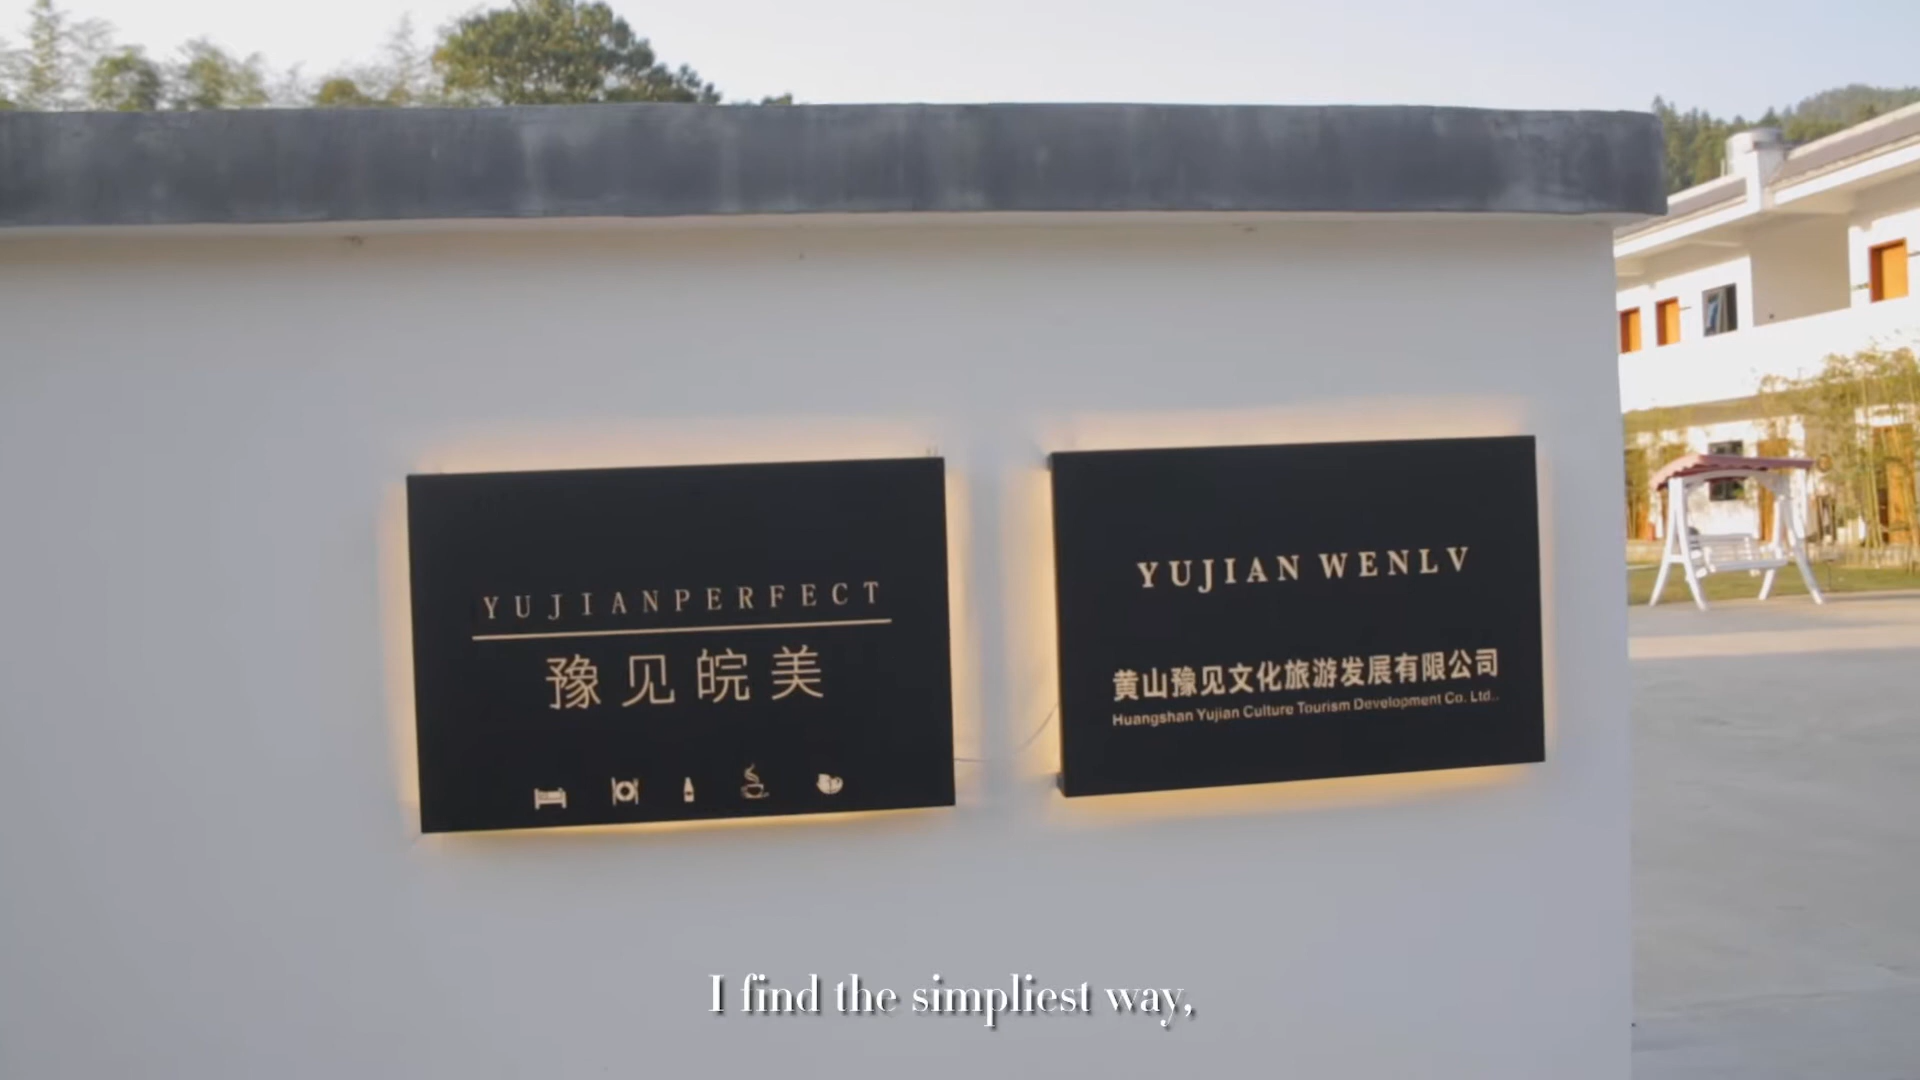 YUJIANPERFECT
豫见皖美
YUJIAN WENLV
黄山豫见文化旅游发展有限公司
Huangshan Yujian Culture Tourism Development Co. Ltd..
I find the simpliest way,